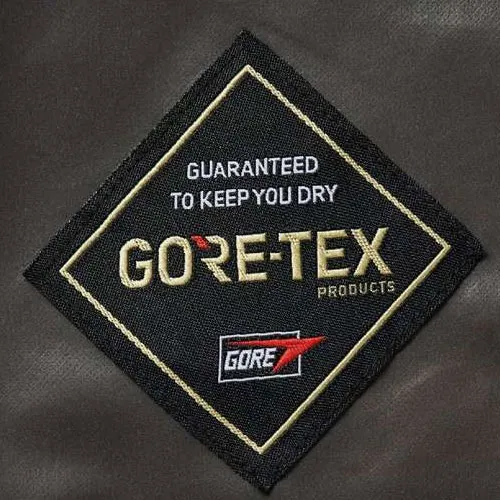 GUARANTEED
TO KEEP YOU DRY
GORE-TEX
PRODUCTS
GORE